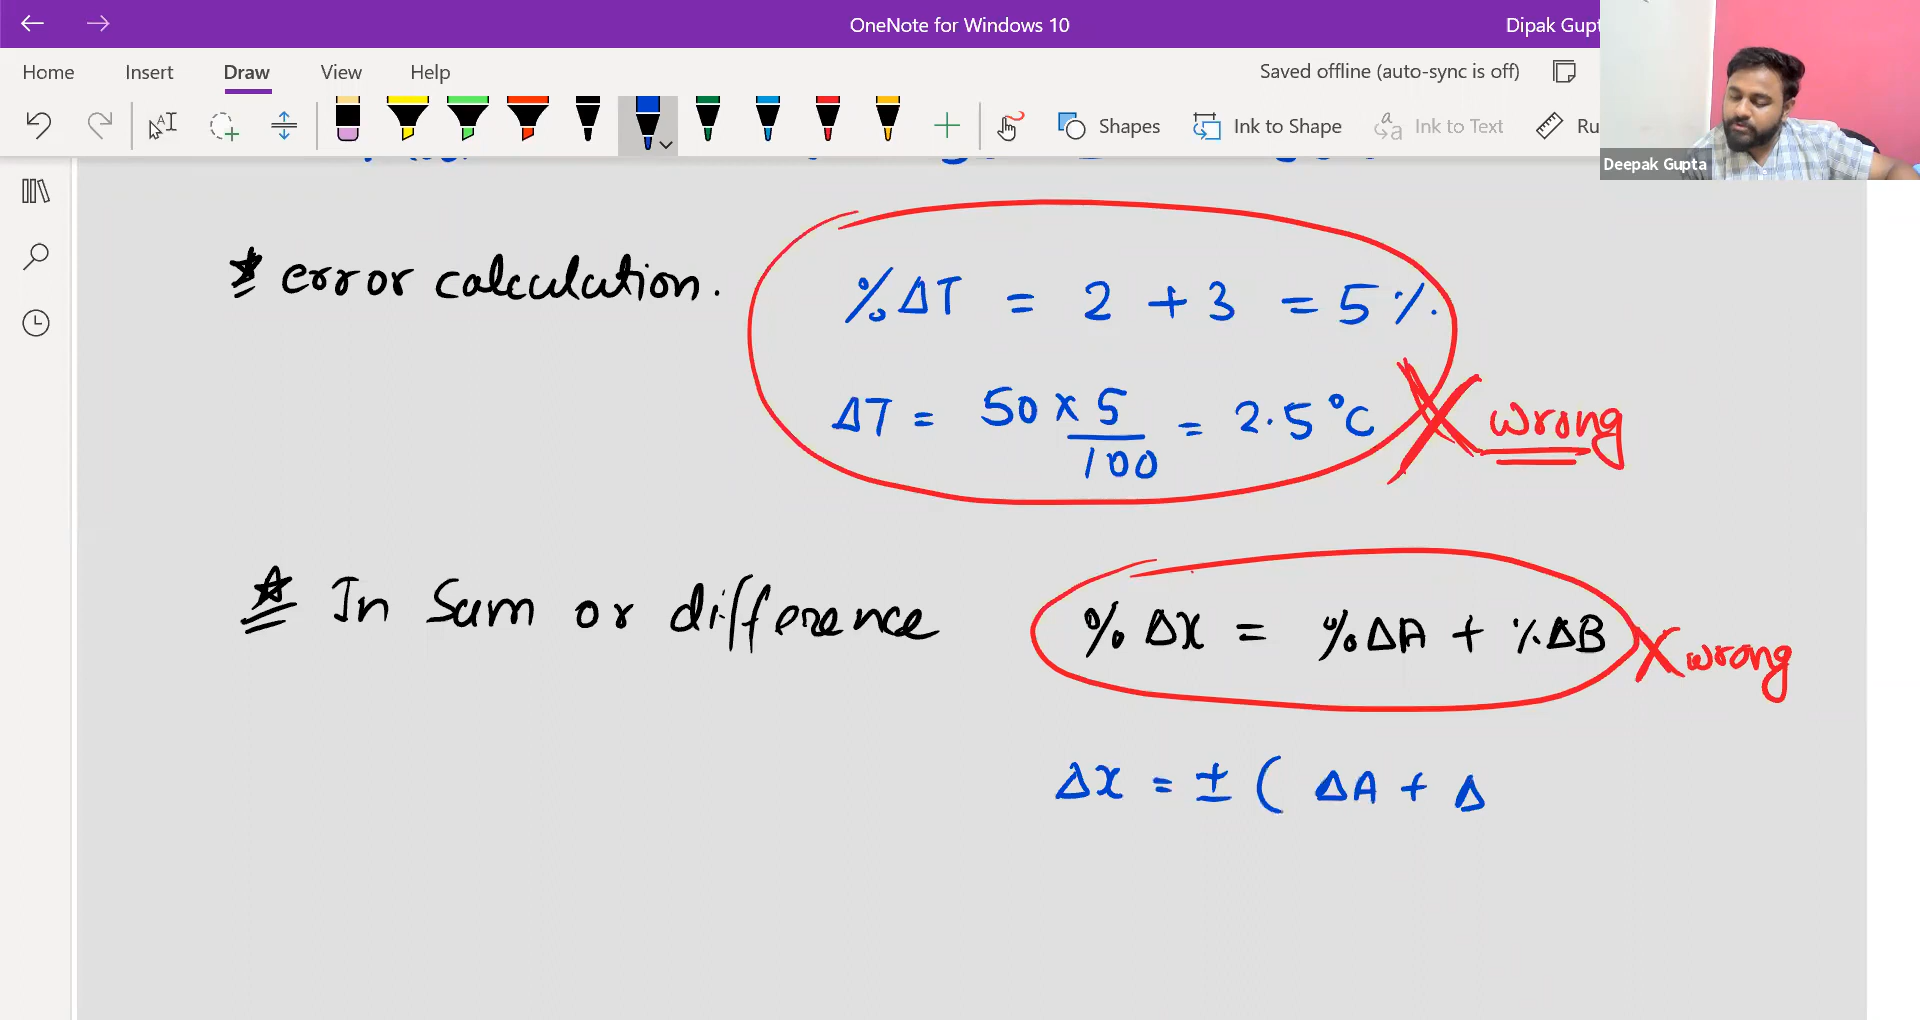 OneNote for Windows 10
Dipak Gupt
Home Insert Draw View Help
Saved offline (auto-sync is off)
Shapes Ink to Shape Ink to Text Ru
Deepak Gupta
* error calculation.
% ΔT = 2 + 3 = 5 %.
ΔT = 50 × 5/100 = 2.5 °C
wrong
* In Sum or difference
% Δx = % ΔA + % ΔB
wrong
Δx = ± ( ΔA + Δ